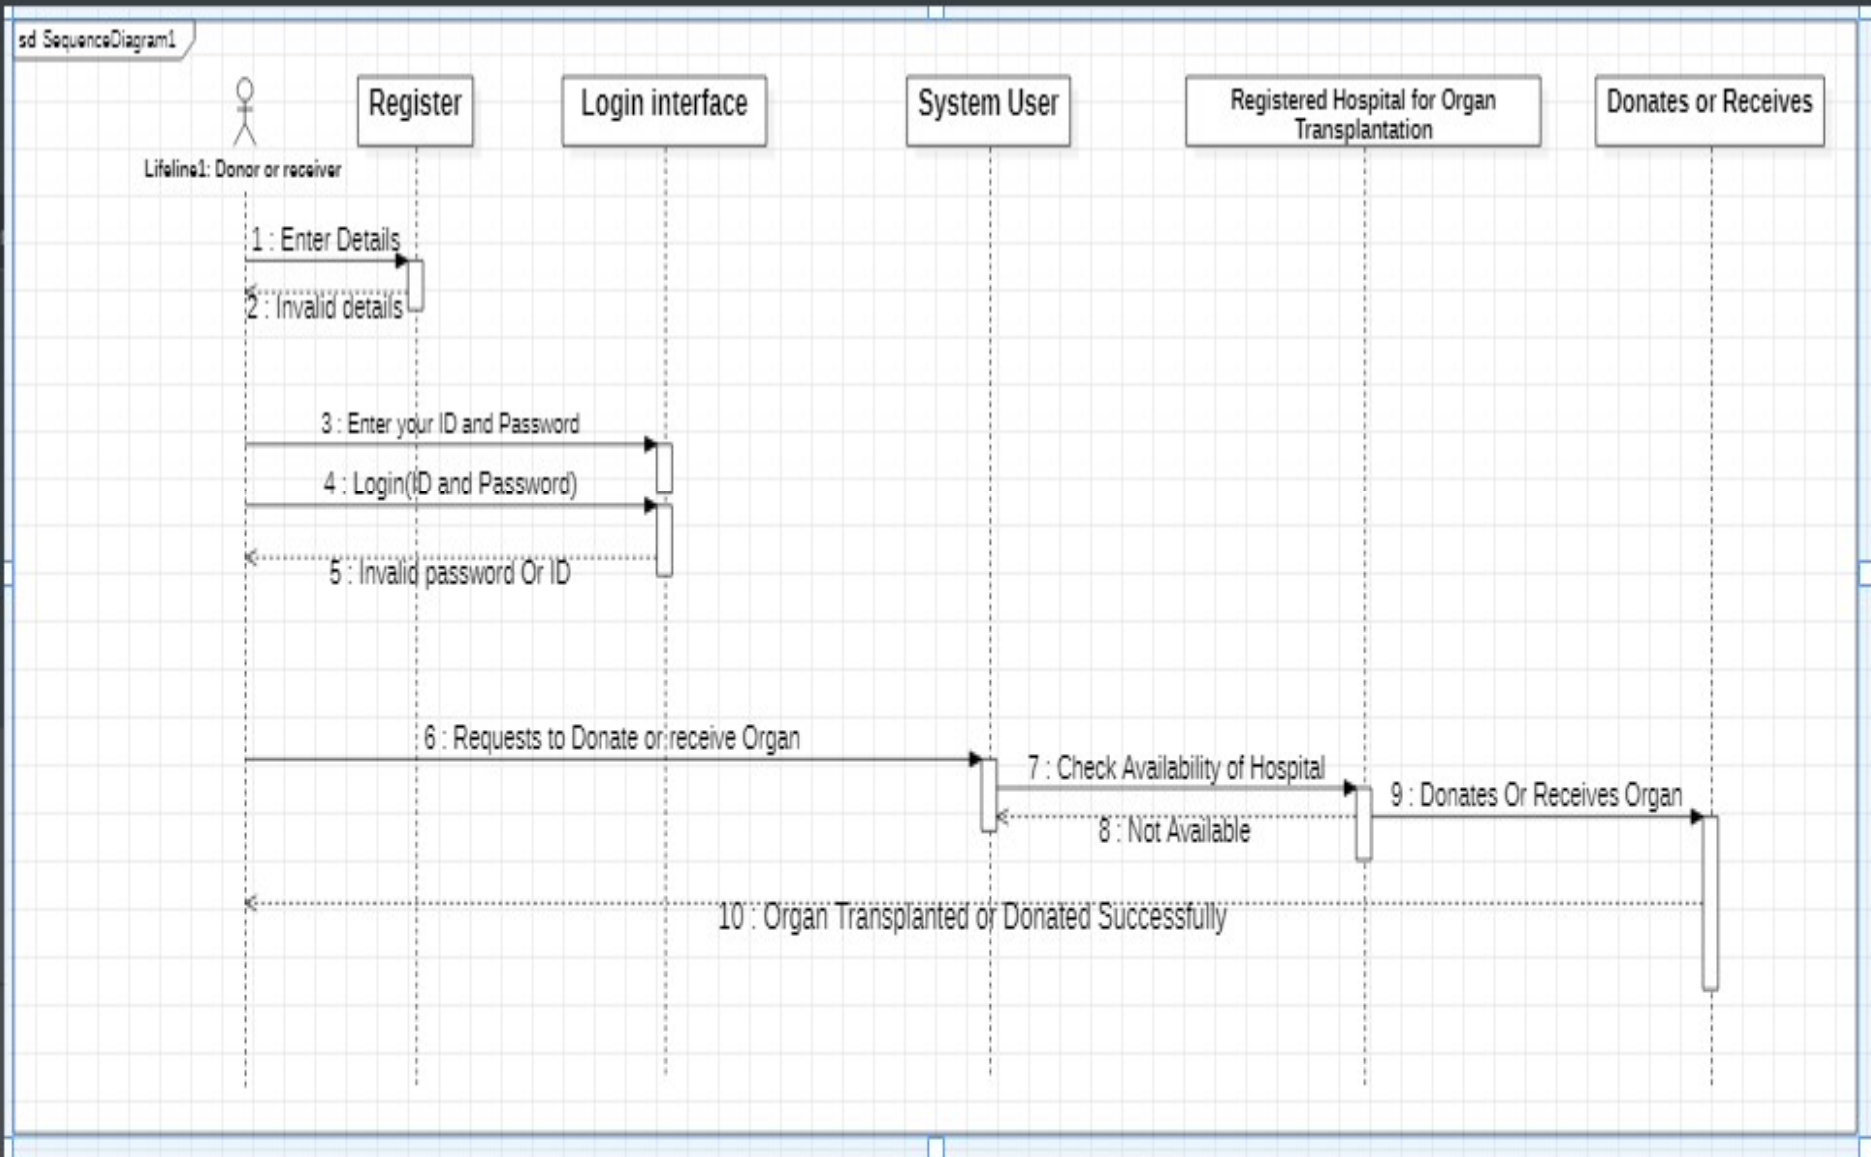 sd SequenceDiagram1
Register
Login interface
System User
Registered Hospital for Organ
Transplantation
Donates or Receives
Lifeline1: Donor or receiver
1 : Enter Details
2 : Invalid details
3 : Enter your ID and Password
4 : Login(ID and Password)
5 : Invalid password Or ID
6 : Requests to Donate or receive Organ
7 : Check Availability of Hospital
9 : Donates Or Receives Organ
8 : Not Available
10 : Organ Transplanted or Donated Successfully